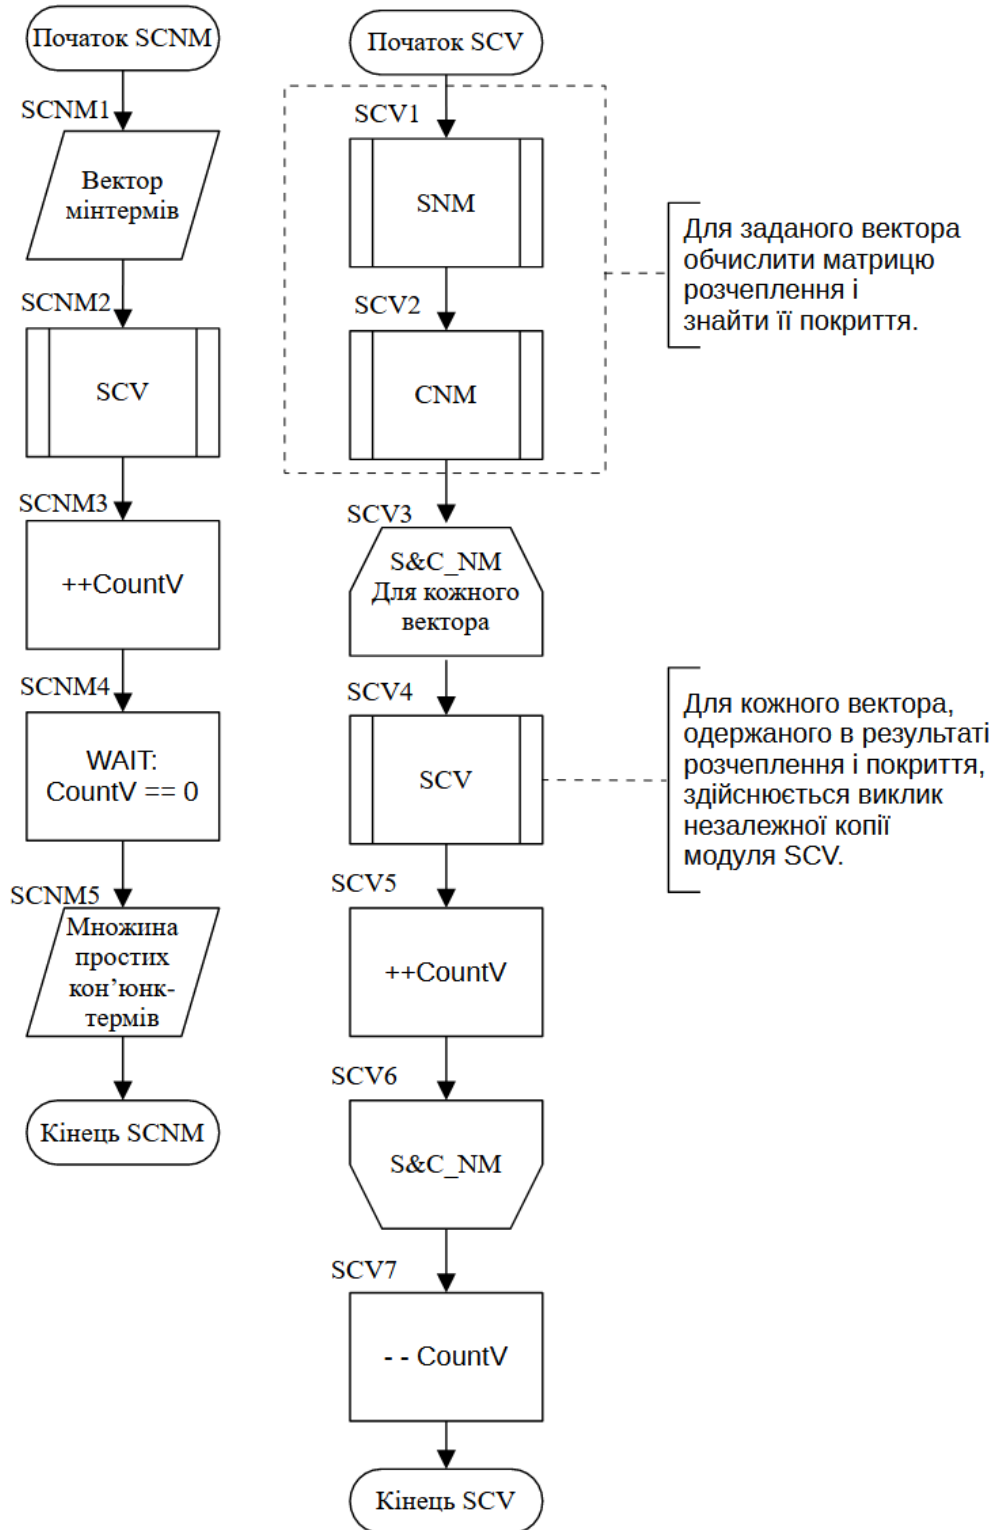 Початок SCNM
SCNM1
Вектор
мінтермів
SCNM2
SCV
SCNM3
++CountV
SCNM4
WAIT:
CountV == 0
SCNM5
Множина
простих
кон’юнк-
термів
Кінець SCNM
Початок SCV
SCV1
SNM
SCV2
CNM
Для заданого вектора
обчислити матрицю
розчеплення і
знайти її покриття.
SCV3
S&C_NM
Для кожного
вектора
SCV4
SCV
Для кожного вектора,
одержаного в результаті
розчеплення і покриття,
здійснюється виклик
незалежної копії
модуля SCV.
SCV5
++CountV
SCV6
S&C_NM
SCV7
- - CountV
Кінець SCV